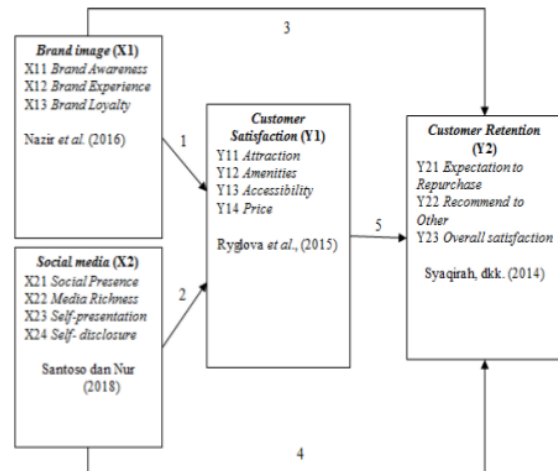 3
Brand image (X1)
X11 Brand Awareness
X12 Brand Experience
X13 Brand Loyalty
Nazir et al. (2016)
1
Social media (X2)
X21 Social Presence
X22 Media Richness
X23 Self-presentation
X24 Self- disclosure
Santoso dan Nur
(2018)
2
Customer
Satisfaction (Y1)
Y11 Attraction
Y12 Amenities
Y13 Accessibility
Y14 Price
Ryglova et al., (2015)
5
Customer Retention
(Y2)
Y21 Expectation to
Repurchase
Y22 Recommend to
Other
Y23 Overall satisfaction
Syaqirah, dkk. (2014)
4